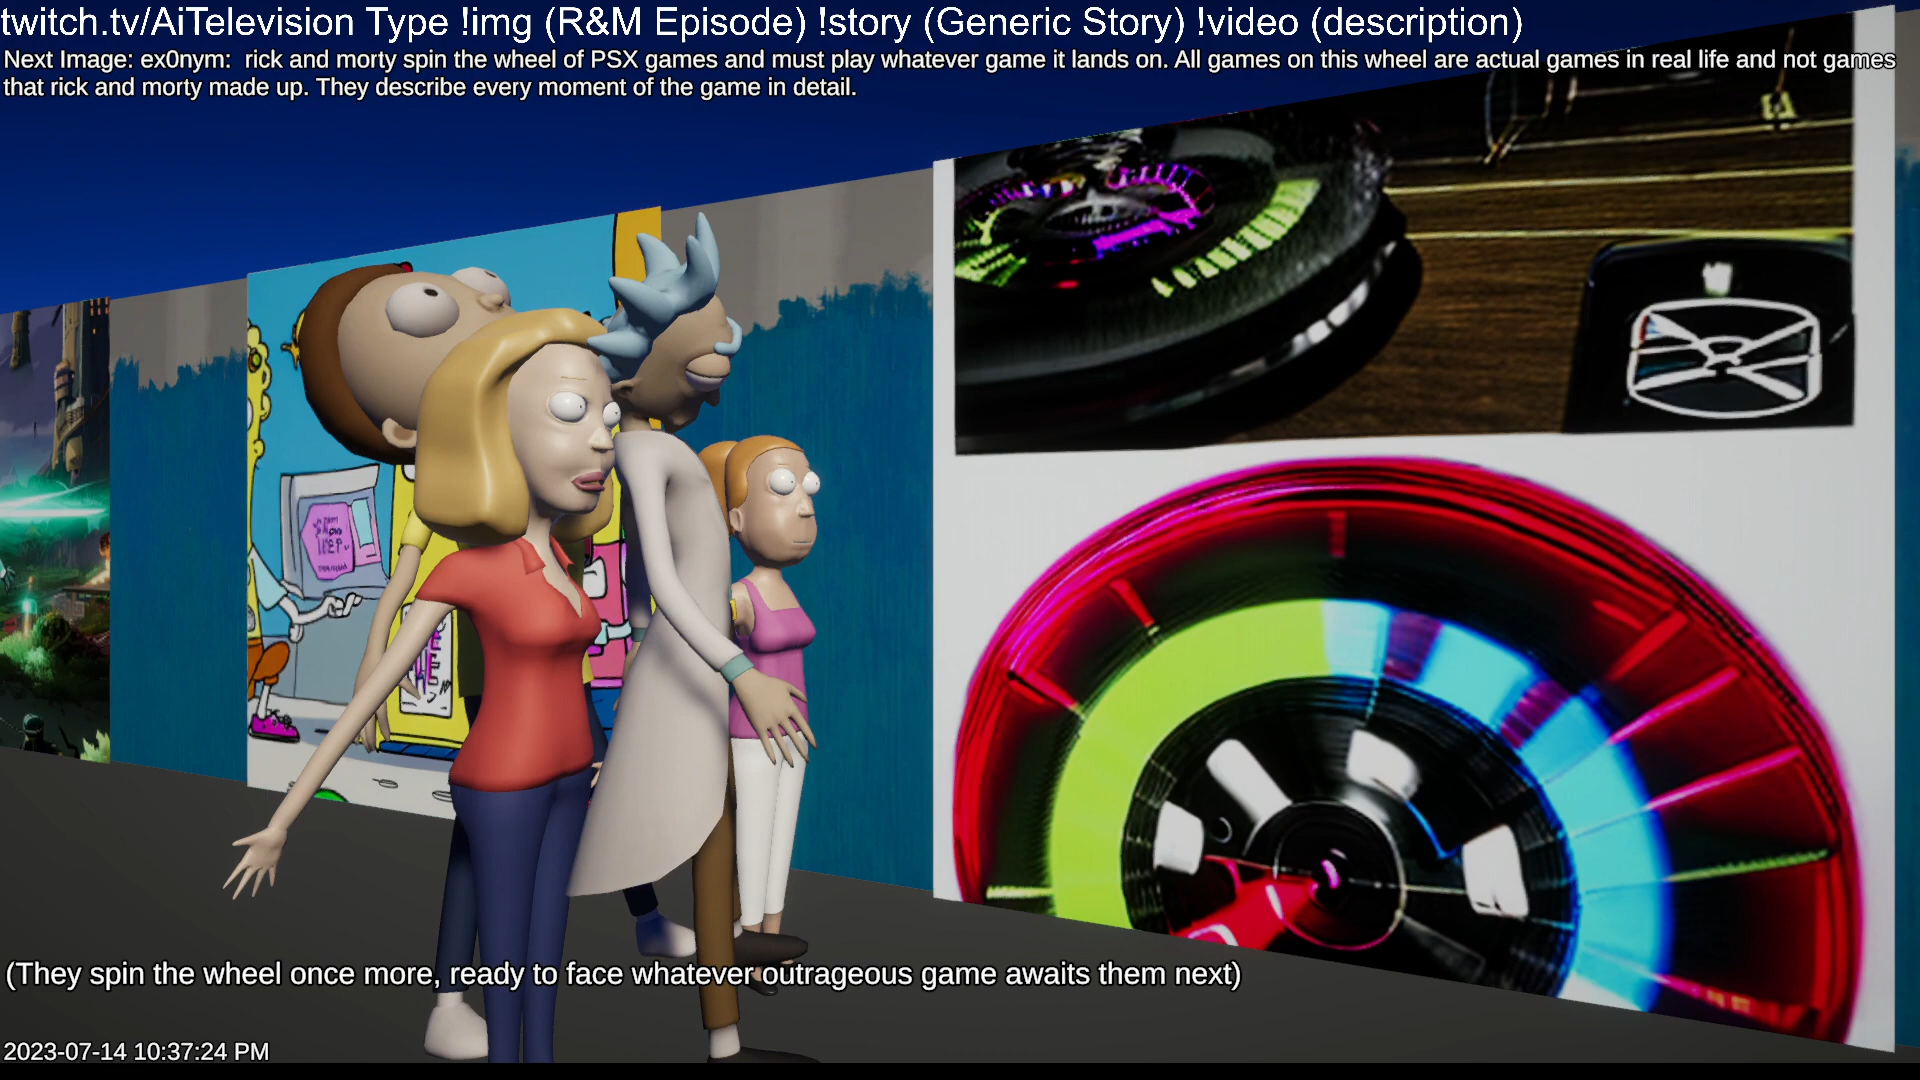 twitch.tv/AiTelevision Type !img (R&M Episode) !story (Generic Story) !video (description)
Next Image: ex0nym:  rick and morty spin the wheel of PSX games and must play whatever game it lands on. All games on this wheel are actual games in real life and not games
that rick and morty made up. They describe every moment of the game in detail.
(They spin the wheel once more, ready to face whatever outrageous game awaits them next)
2023-07-14 10:37:24 PM